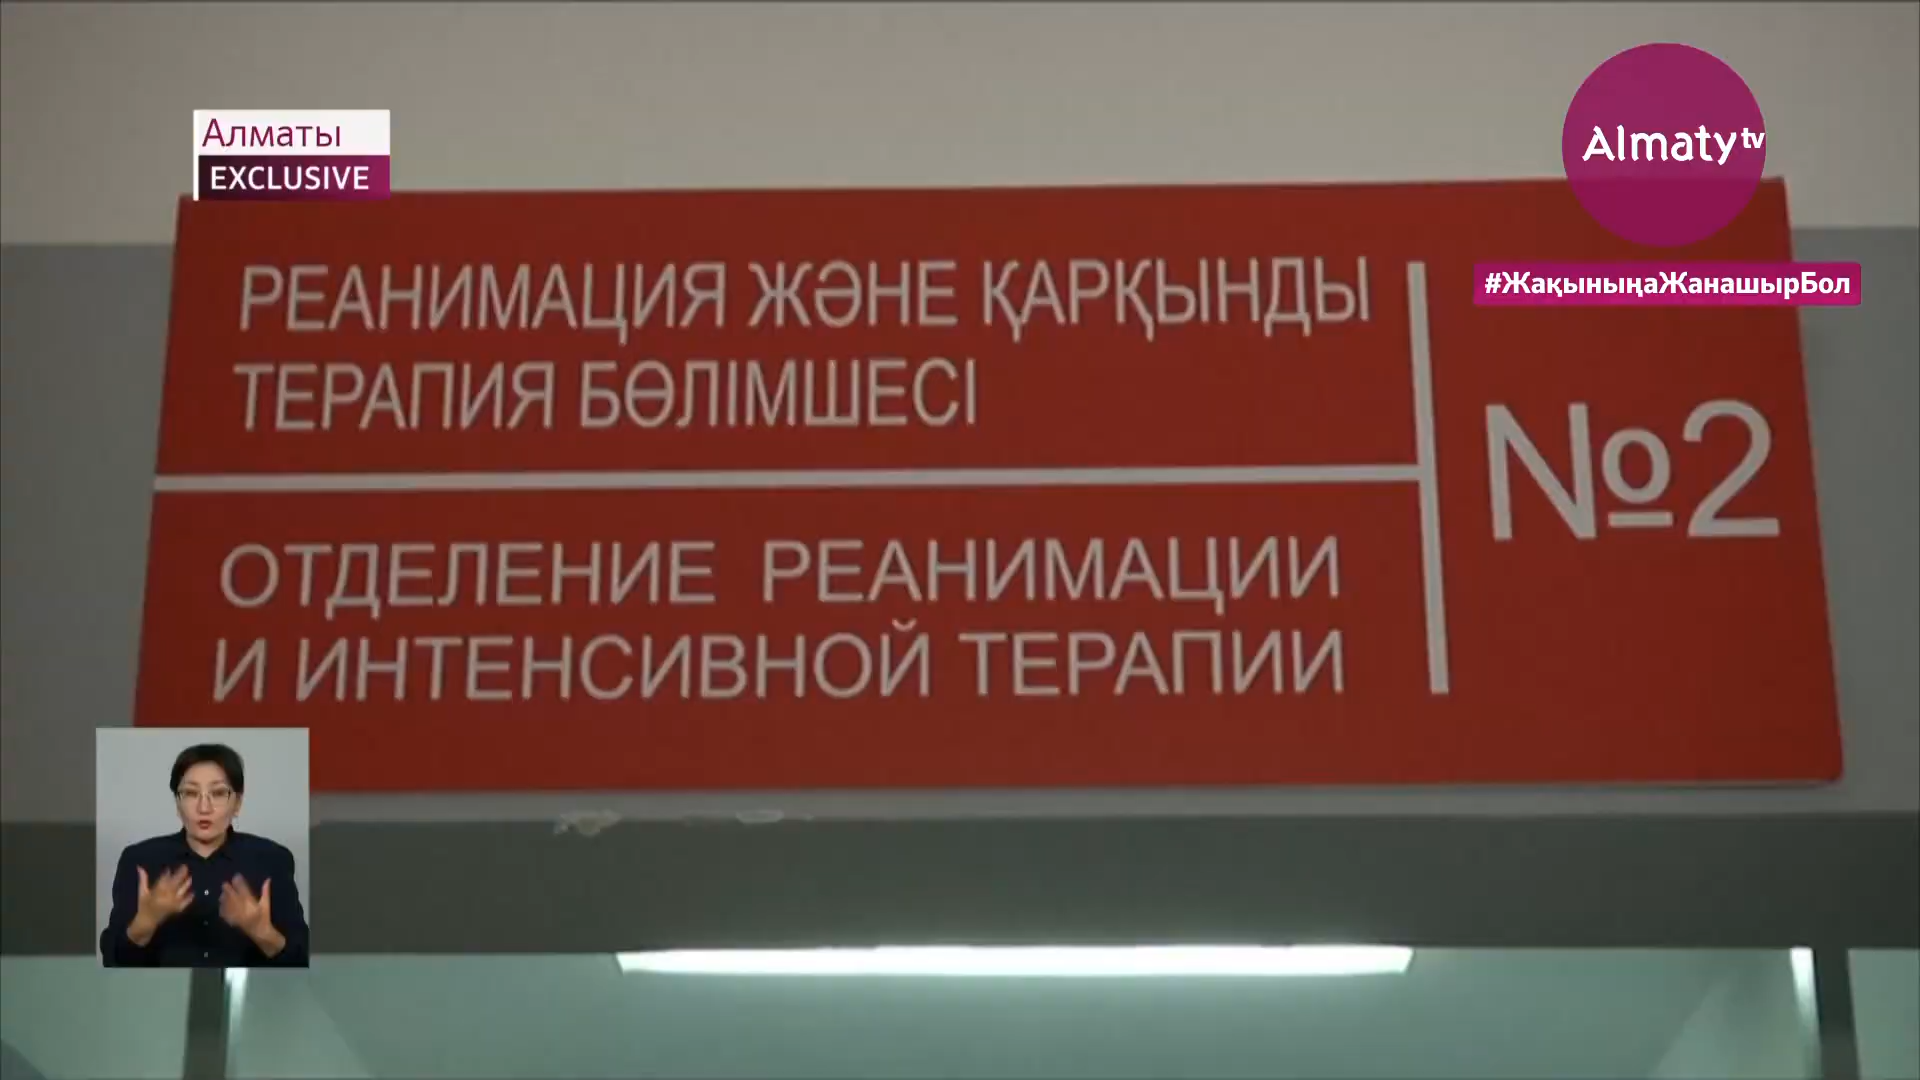 Алматы
EXCLUSIVE
Almaty tv
#ЖақыныңаЖанашырБол
РЕАНИМАЦИЯ ЖӘНЕ ҚАРҚЫНДЫ
ТЕРАПИЯ БӨЛІМШЕСІ
№2
ОТДЕЛЕНИЕ РЕАНИМАЦИИ
И ИНТЕНСИВНОЙ ТЕРАПИИ